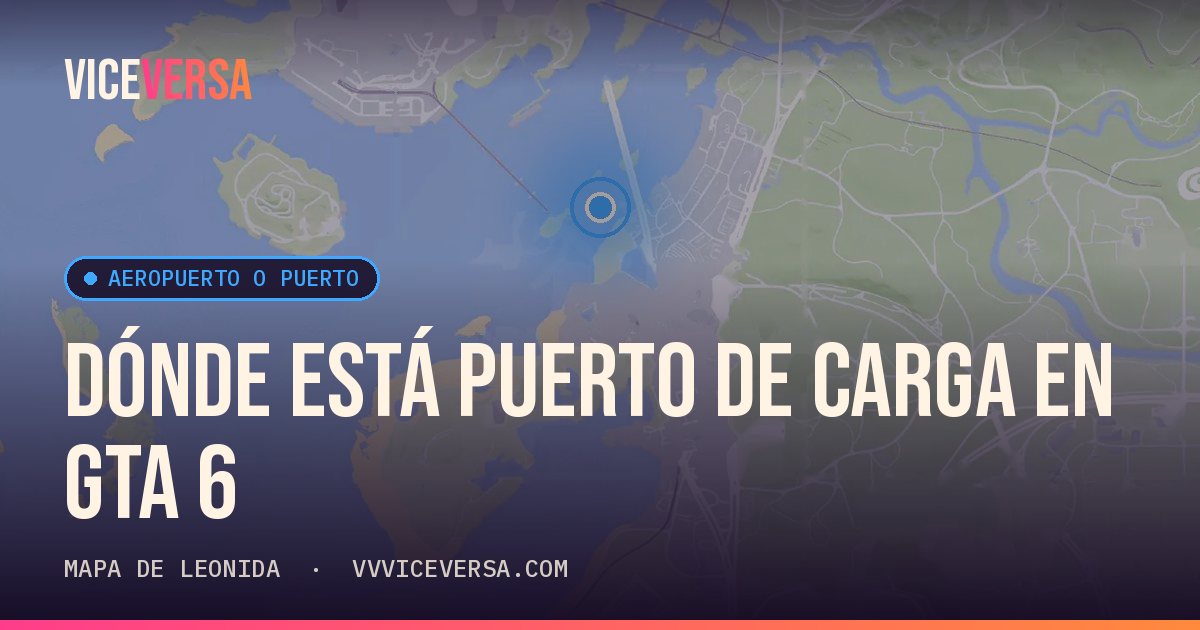 VICEVERSA
AEROPUERTO O PUERTO
DÓNDE ESTÁ PUERTO DE CARGA EN
GTA 6
MAPA DE LEONIDA · VVVICEVERSA.COM